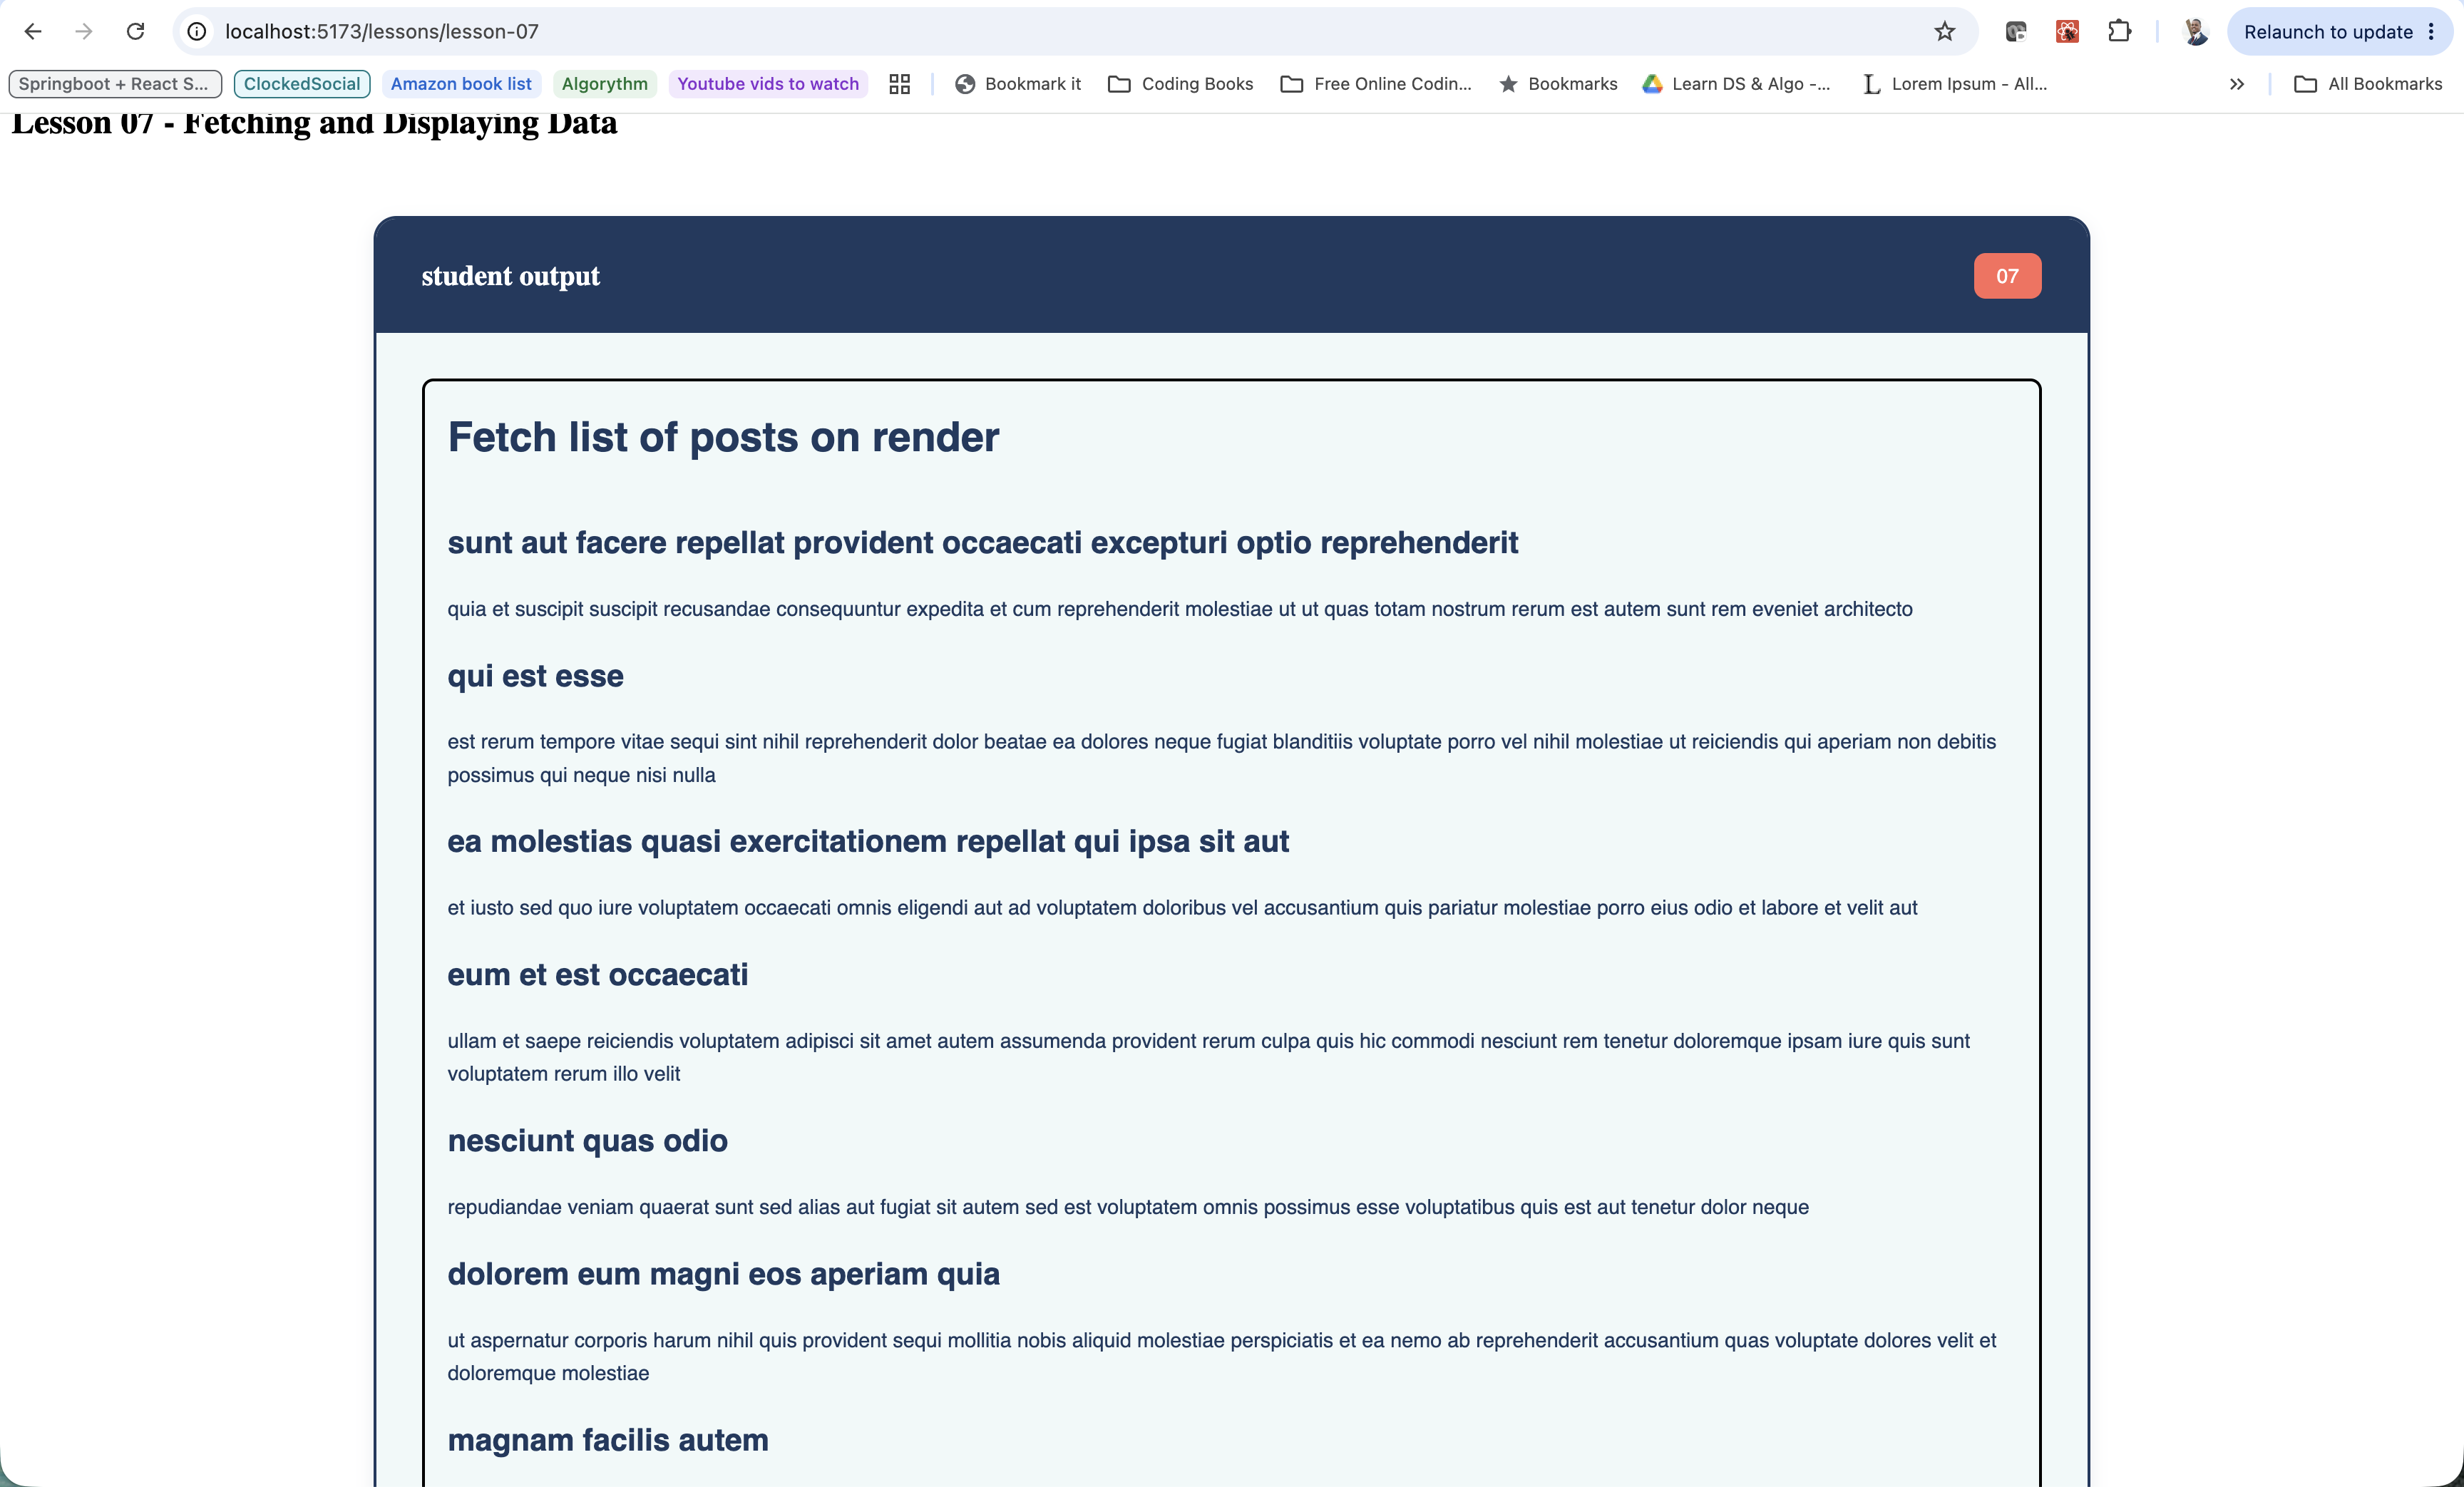 localhost:5173/lessons/lesson-07
Relaunch to update
Springboot + React S...
ClockedSocial
Amazon book list
Algorythm
Youtube vids to watch
Bookmark it
Coding Books
Free Online Codin...
Bookmarks
Learn DS & Algo -...
Lorem Ipsum - All...
All Bookmarks
Lesson 07 - Fetching and Displaying Data
student output
07
Fetch list of posts on render
sunt aut facere repellat provident occaecati excepturi optio reprehenderit
quia et suscipit suscipit recusandae consequuntur expedita et cum reprehenderit molestiae ut ut quas totam nostrum rerum est autem sunt rem eveniet architecto
qui est esse
est rerum tempore vitae sequi sint nihil reprehenderit dolor beatae ea dolores neque fugiat blanditiis voluptate porro vel nihil molestiae ut reiciendis qui aperiam non debitis
possimus qui neque nisi nulla
ea molestias quasi exercitationem repellat qui ipsa sit aut
et iusto sed quo iure voluptatem occaecati omnis eligendi aut ad voluptatem doloribus vel accusantium quis pariatur molestiae porro eius odio et labore et velit aut
eum et est occaecati
ullam et saepe reiciendis voluptatem adipisci sit amet autem assumenda provident rerum culpa quis hic commodi nesciunt rem tenetur doloremque ipsam iure quis sunt
voluptatem rerum illo velit
nesciunt quas odio
repudiandae veniam quaerat sunt sed alias aut fugiat sit autem sed est voluptatem omnis possimus esse voluptatibus quis est aut tenetur dolor neque
dolorem eum magni eos aperiam quia
ut aspernatur corporis harum nihil quis provident sequi mollitia nobis aliquid molestiae perspiciatis et ea nemo ab reprehenderit accusantium quas voluptate dolores velit et
doloremque molestiae
magnam facilis autem